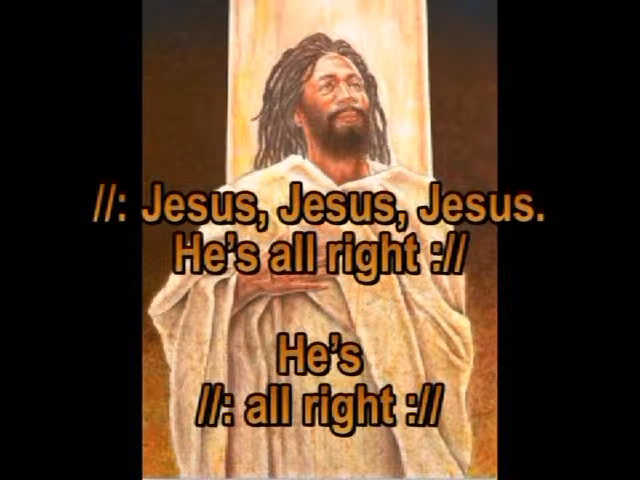 //: Jesus, Jesus, Jesus.
He's all right ://
He's
//: all right ://